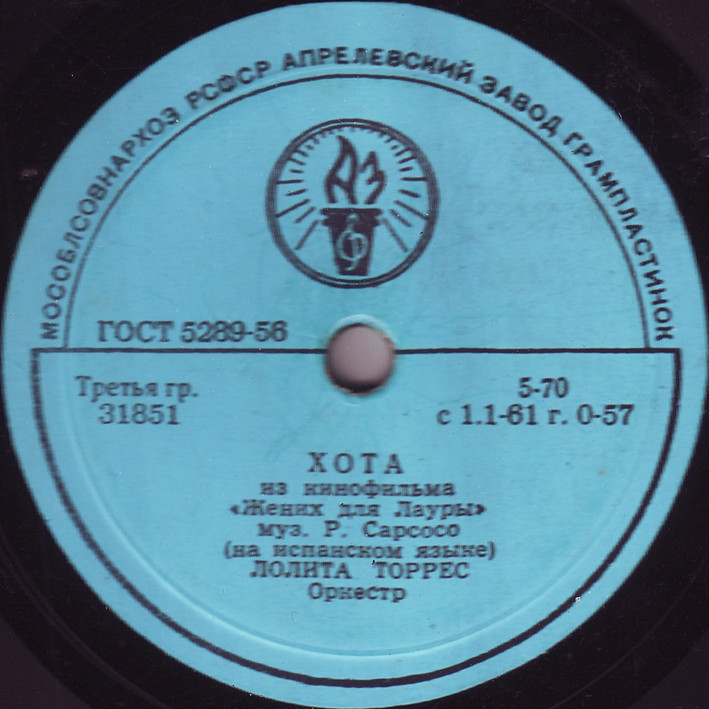 МОСОБЛСОВНАРХОЗ РСФСР АПРЕЛЕВСКИЙ ЗАВОД ГРАМПЛАСТИНОК
АЗ
ГОСТ 5289-56
Третья гр.
31851
5-70
с 1.1-61 г. 0-57
ХОТА
из кинофильма
«Жених для Лауры»
муз. Р. Сарсосо
(на испанском языке)
ЛОЛИТА ТОРРЕС
Оркестр